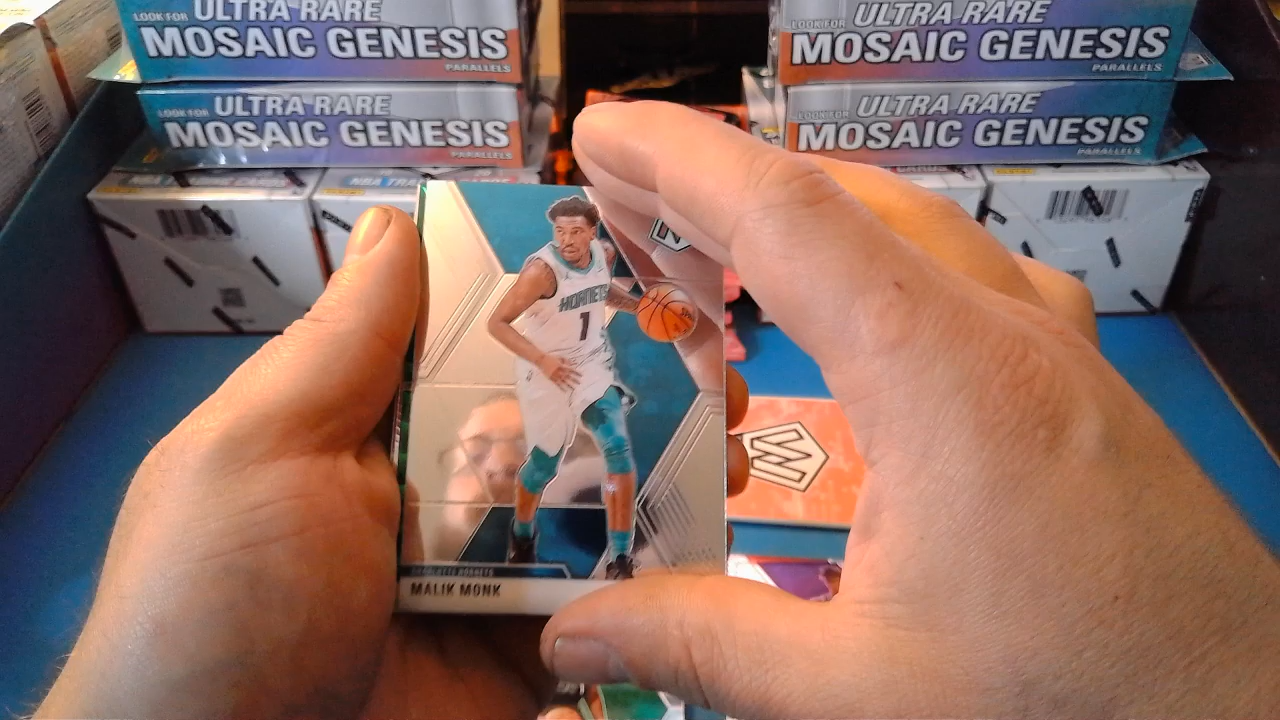 LOOK FOR ULTRA RARE
MOSAIC GENESIS
PARALLELS
LOOK FOR ULTRA RARE
MOSAIC GENESIS
PARALLELS
LOOK FOR ULTRA RARE
MOSAIC GENESIS
PARALLELS
LOOK FOR ULTRA RARE
MOSAIC GENESIS
PARALLELS
HORNETS
1
CHARLOTTE HORNETS
MALIK MONK